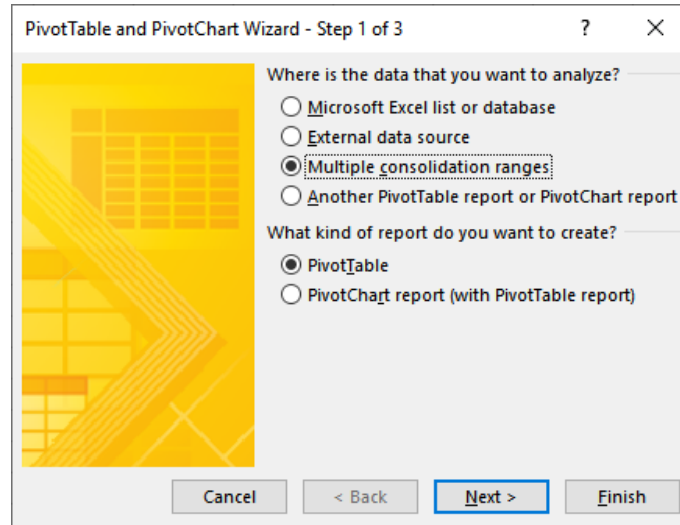 PivotTable and PivotChart Wizard - Step 1 of 3 ?
Where is the data that you want to analyze?
Microsoft Excel list or database
External data source
Multiple consolidation ranges
Another PivotTable report or PivotChart report
What kind of report do you want to create?
PivotTable
PivotChart report (with PivotTable report)
Cancel < Back Next > Finish